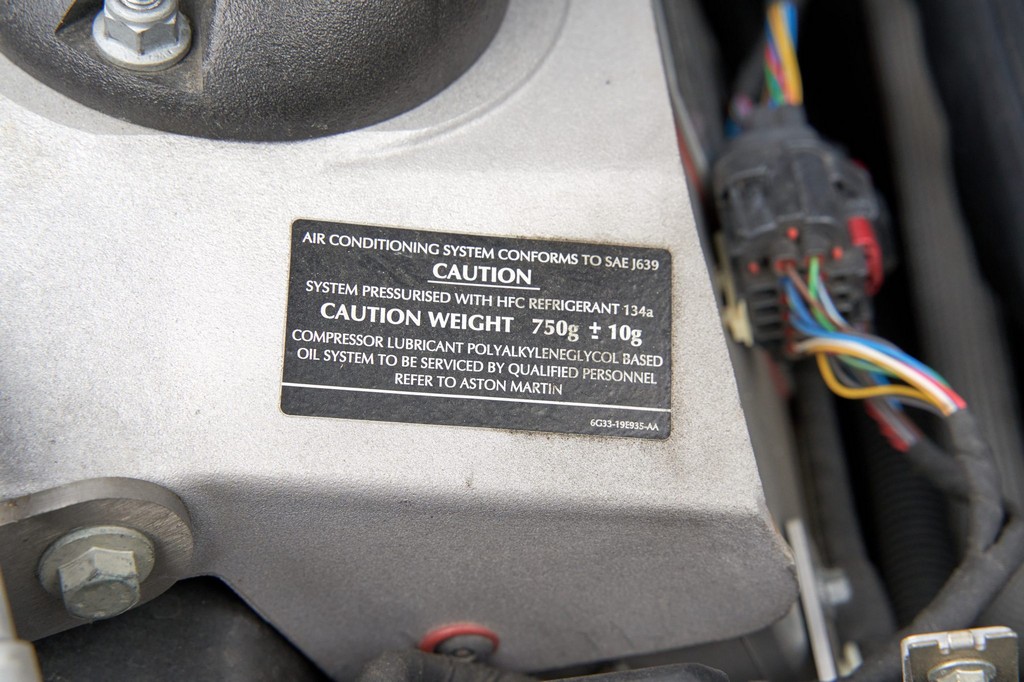 AIR CONDITIONING SYSTEM CONFORMS TO SAE J639
CAUTION
SYSTEM PRESSURISED WITH HFC REFRIGERANT 134a
CAUTION WEIGHT 750g ± 10g
COMPRESSOR LUBRICANT POLYALKYLENEGLYCOL BASED
OIL SYSTEM TO BE SERVICED BY QUALIFIED PERSONNEL
REFER TO ASTON MARTIN
6G33-19E935-AA